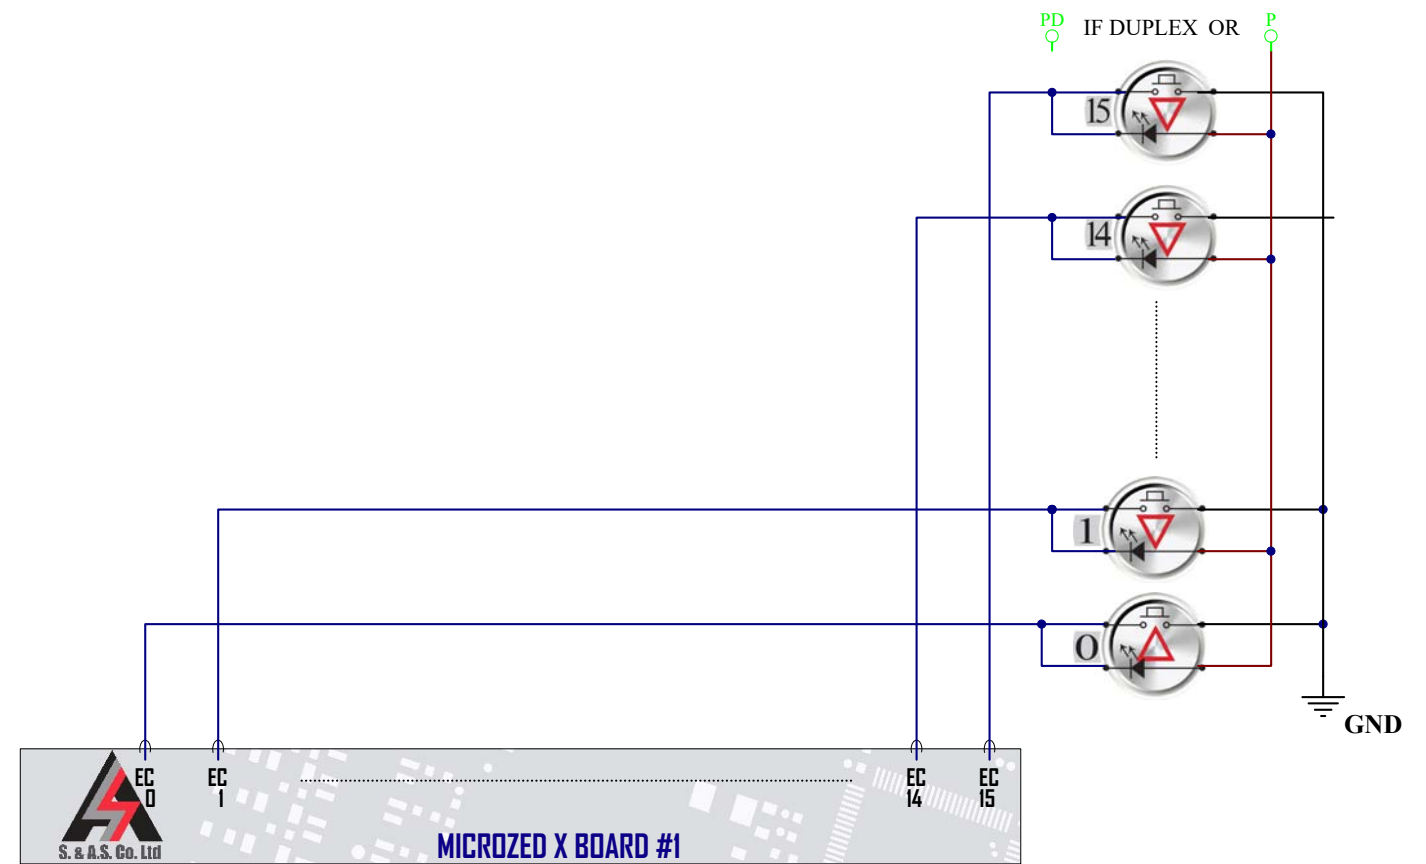 PD IF DUPLEX OR P
15
14
1
0
GND
EC 0
EC 1
EC 14
EC 15
S. & A.S. Co. Ltd
MICROZED X BOARD #1